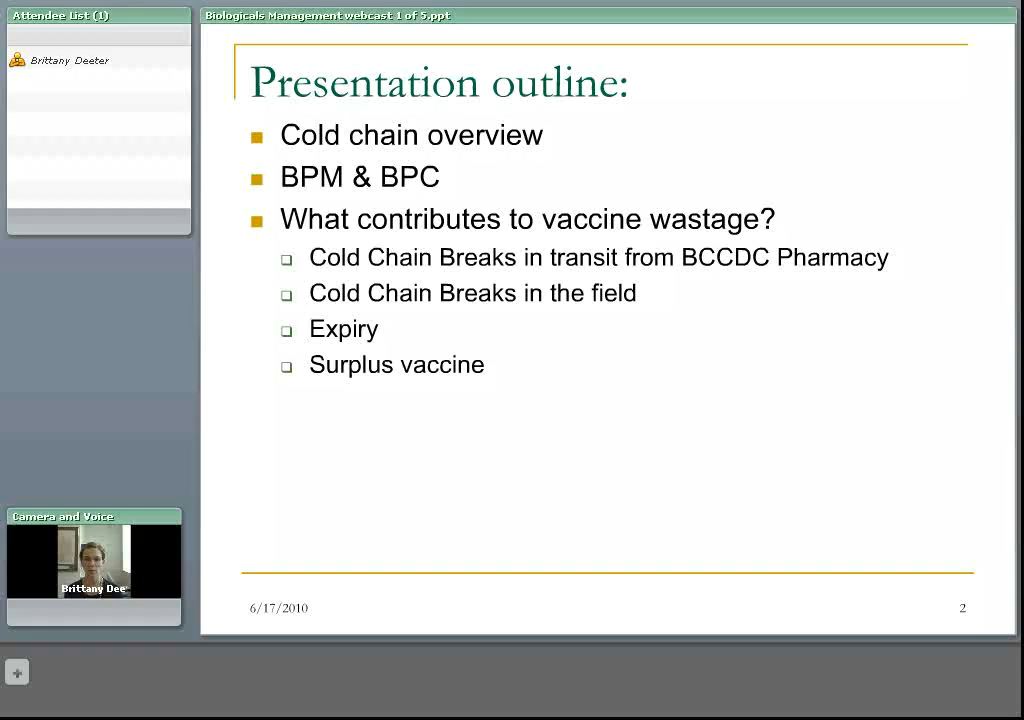 Attendee List (1)
Brittany Deeter
Biologicals Management webcast 1 of 5.ppt
Presentation outline:
Cold chain overview
BPM & BPC
What contributes to vaccine wastage?
Cold Chain Breaks in transit from BCCDC Pharmacy
Cold Chain Breaks in the field
Expiry
Surplus vaccine
6/17/2010
2
Camera and Voice
Brittany Dee